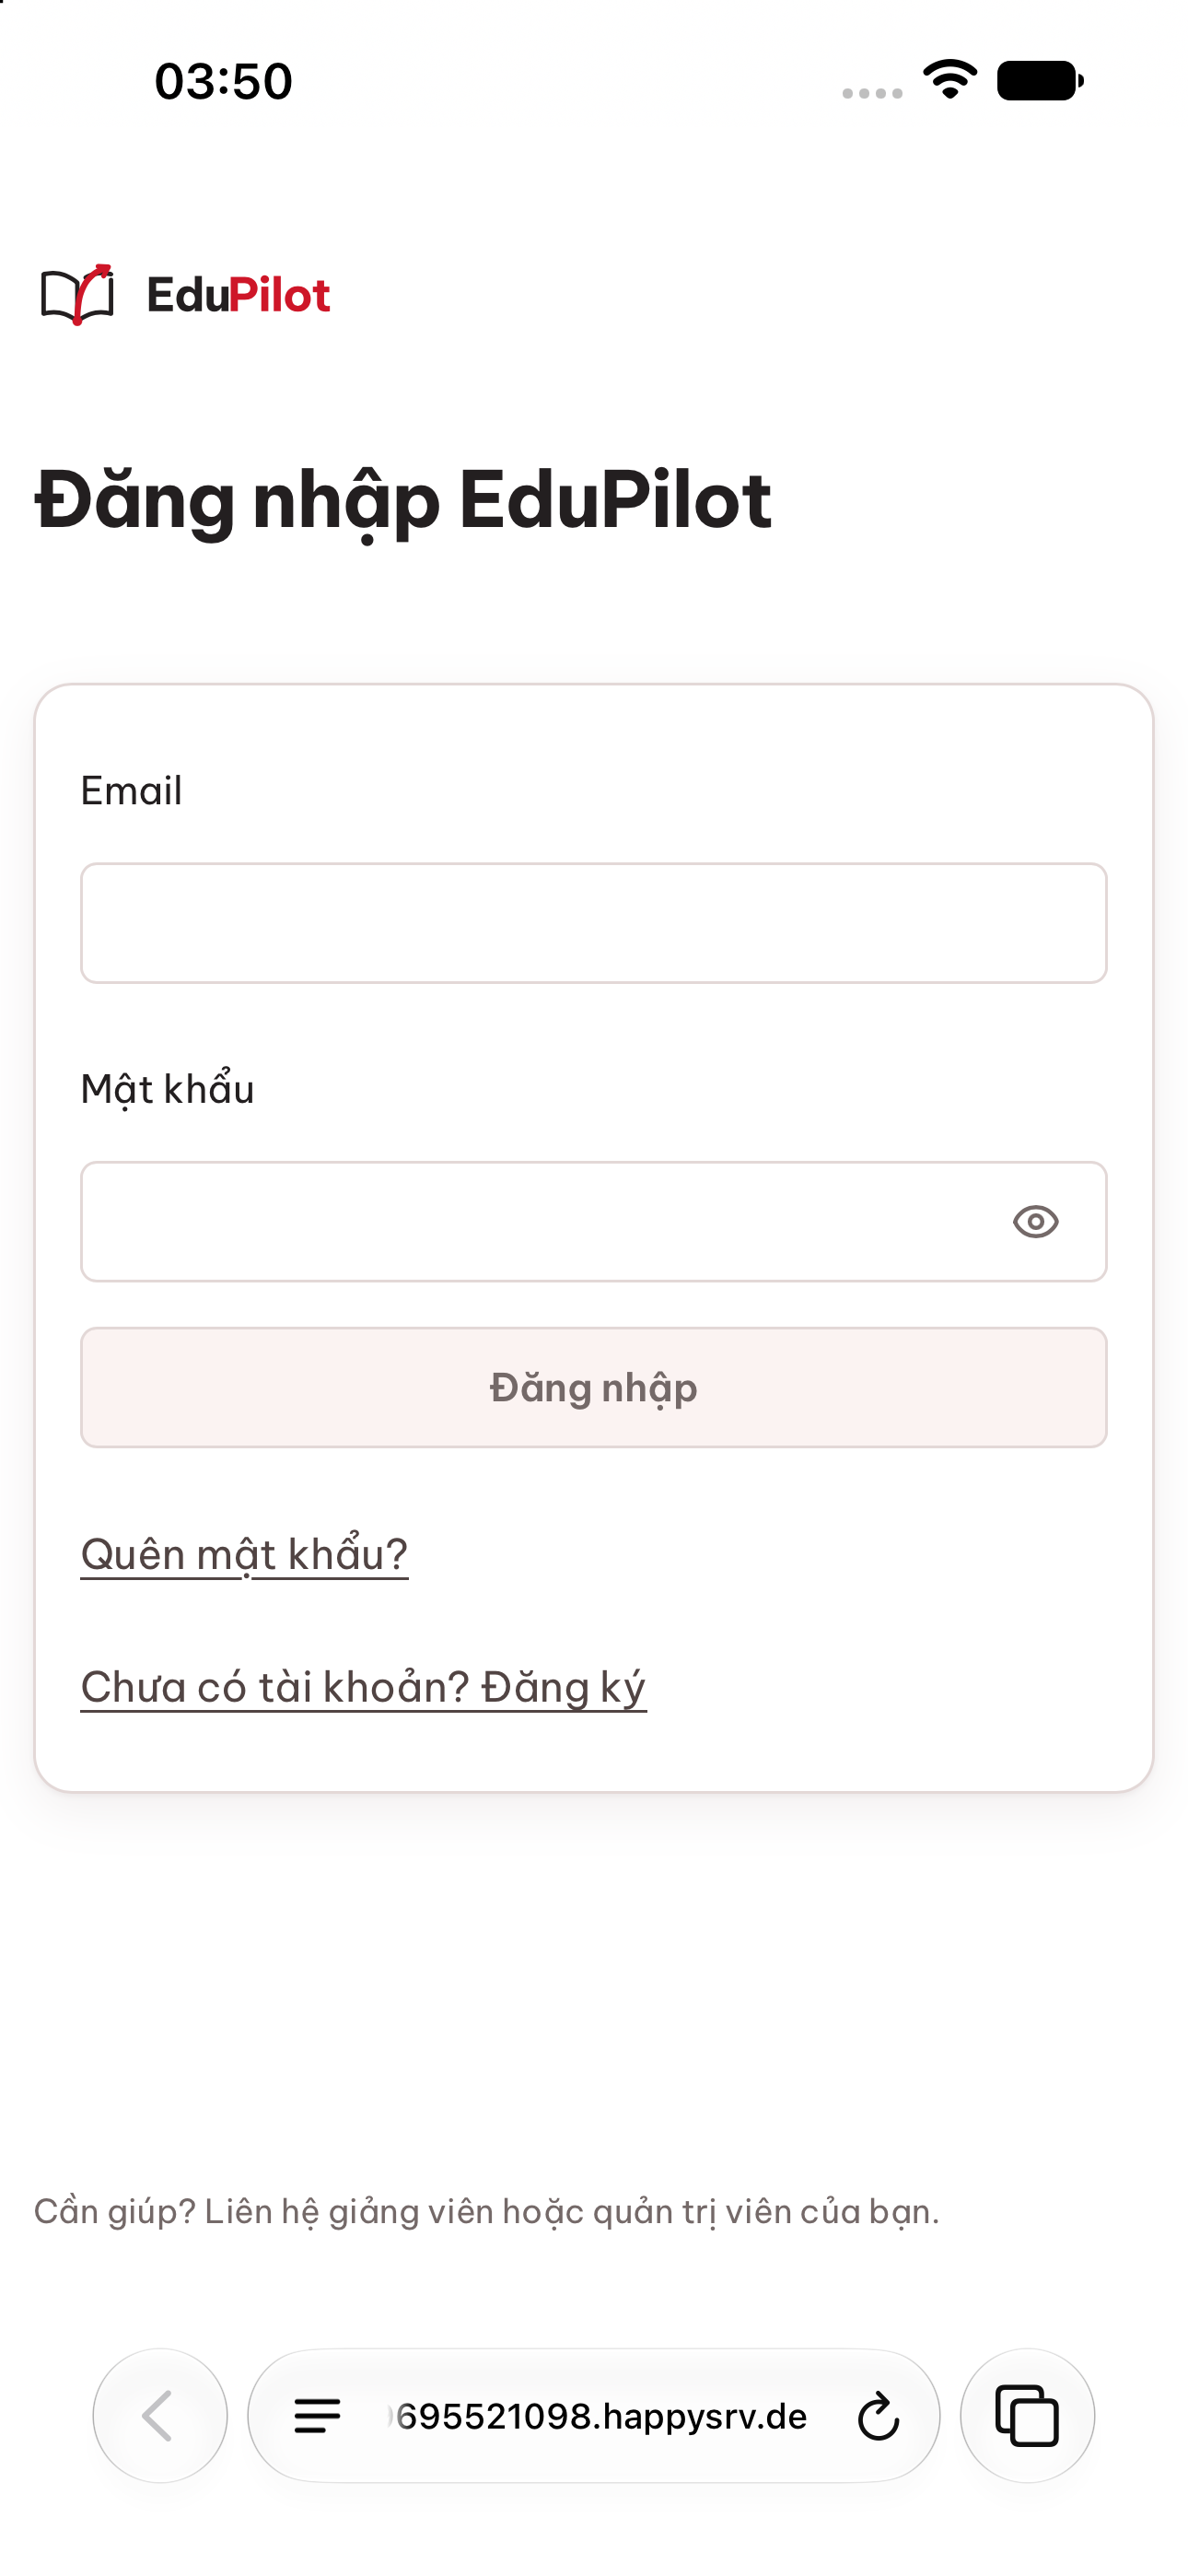 03:50
EduPilot
Đăng nhập EduPilot
Email
Mật khẩu
Đăng nhập
Quên mật khẩu?
Chưa có tài khoản? Đăng ký
Cần giúp? Liên hệ giảng viên hoặc quản trị viên của bạn.
695521098.happysrv.de